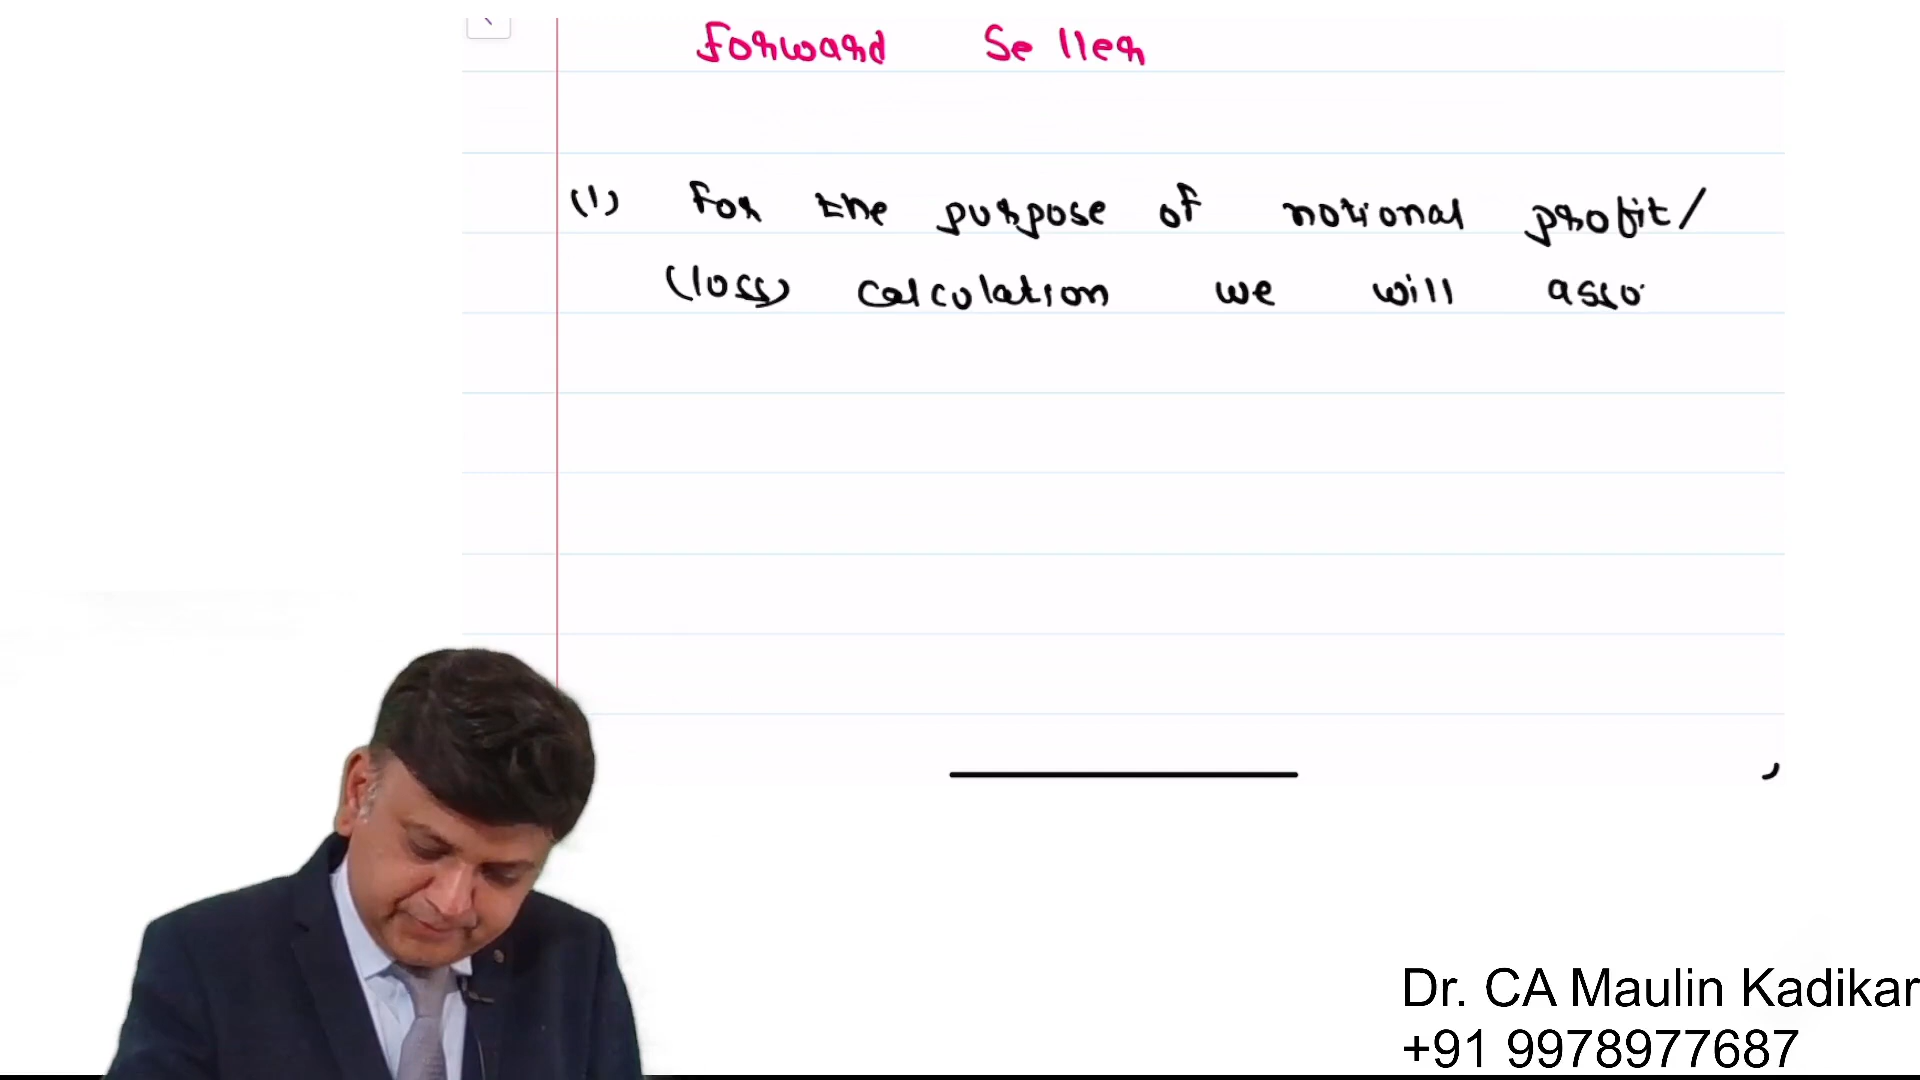 Forward Seller
(1) For the purpose of notional profit/
(loss) calculation we will
Dr. CA Maulin Kadikar
+91 9978977687